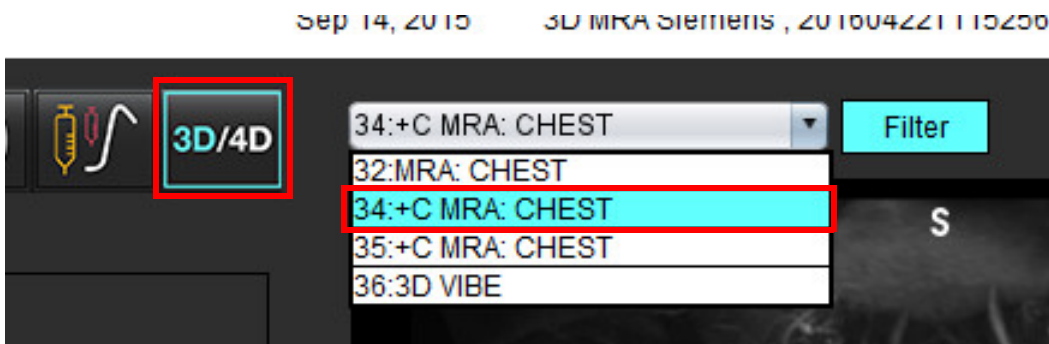 Sep 14, 2015 3D MRA Siemens , 201604221115256
3D/4D
34:+C MRA: CHEST
Filter
32:MRA: CHEST
34:+C MRA: CHEST
35:+C MRA: CHEST
36:3D VIBE
S